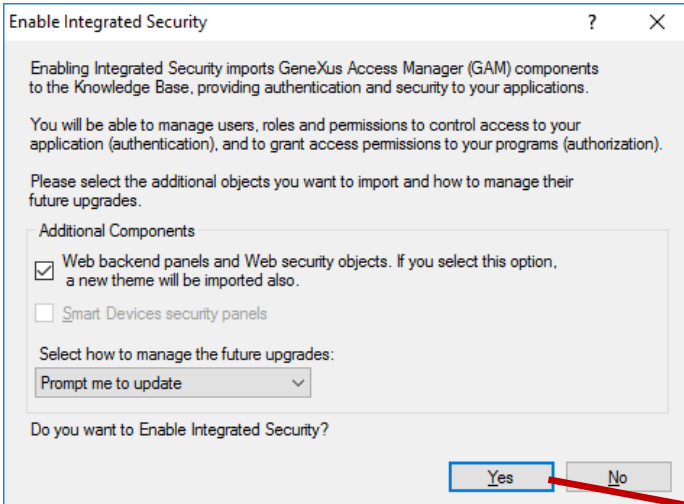 Enable Integrated Security ?
Enabling Integrated Security imports GeneXus Access Manager (GAM) components
to the Knowledge Base, providing authentication and security to your applications.
You will be able to manage users, roles and permissions to control access to your
application (authentication), and to grant access permissions to your programs (authorization).
Please select the additional objects you want to import and how to manage their
future upgrades.
Additional Components
Web backend panels and Web security objects. If you select this option,
a new theme will be imported also.
Smart Devices security panels
Select how to manage the future upgrades:
Prompt me to update
Do you want to Enable Integrated Security?
Yes No